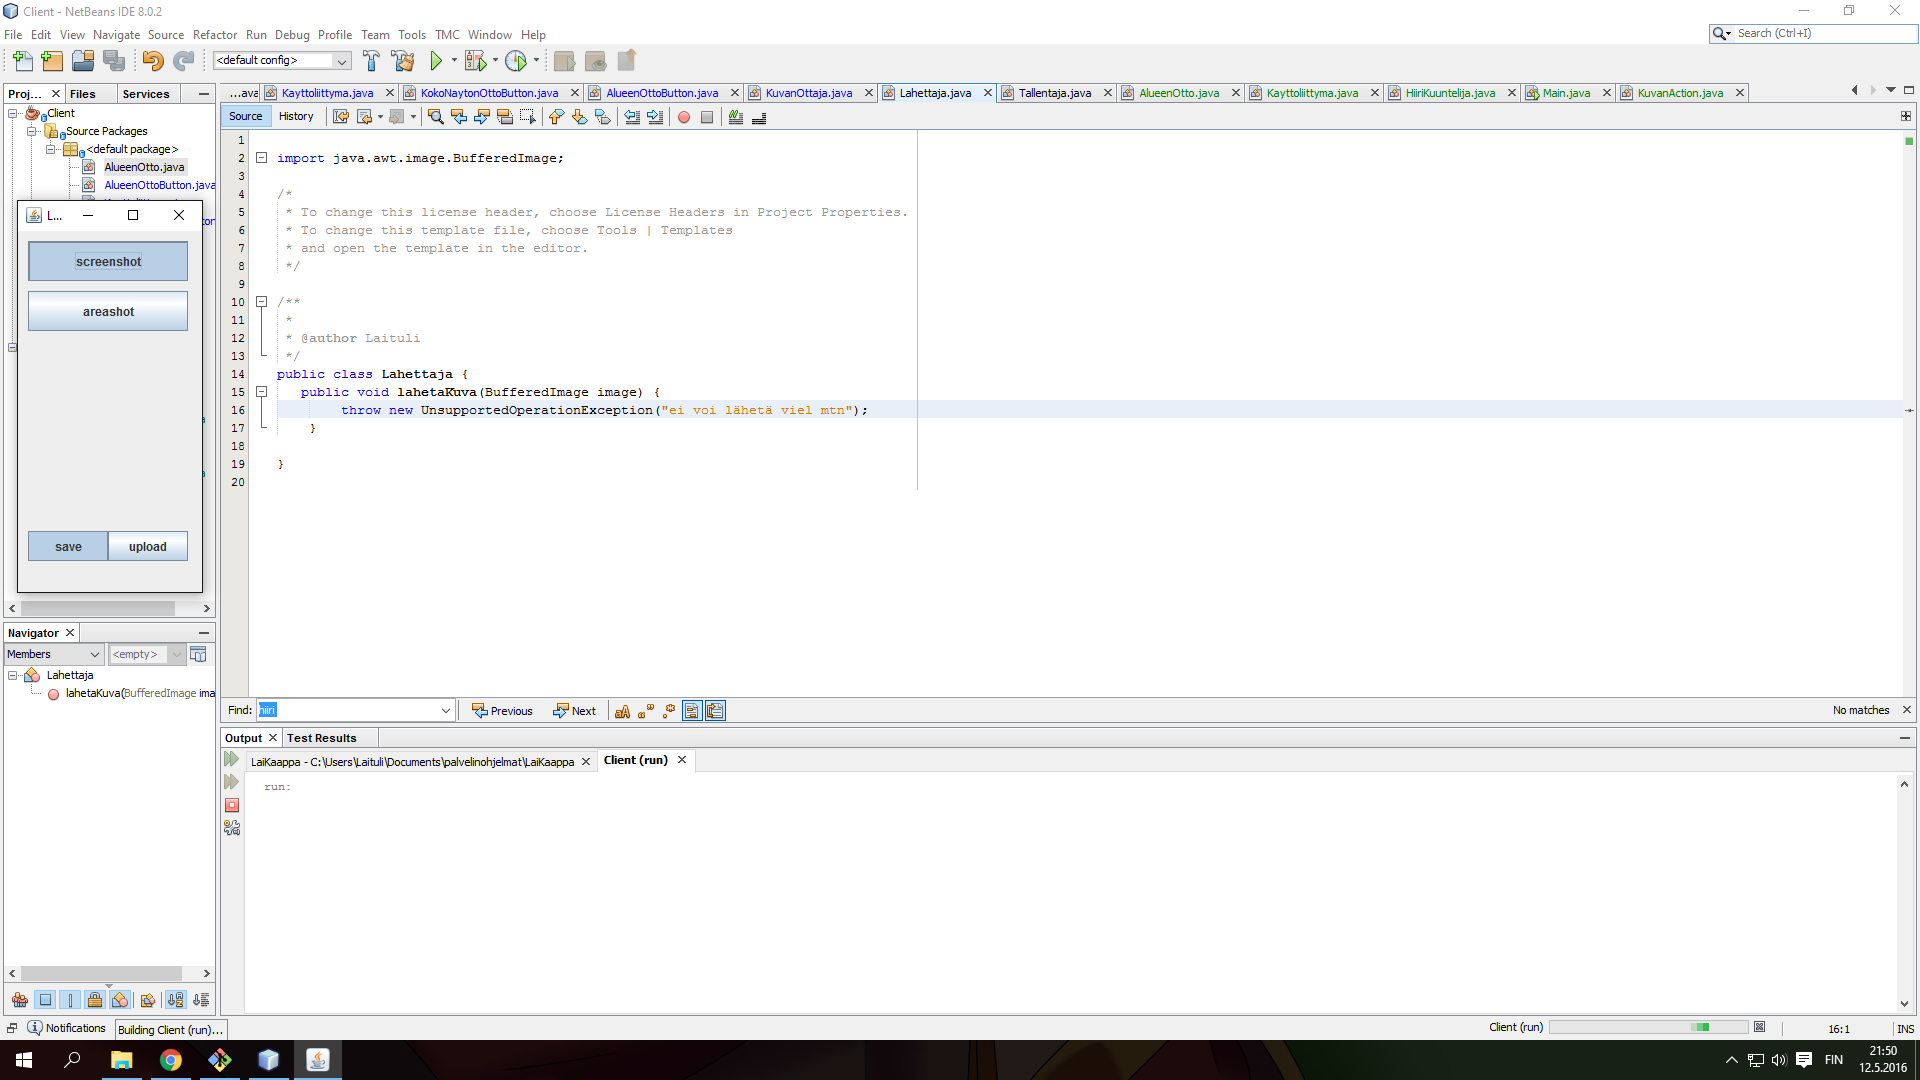 Client - NetBeans IDE 8.0.2
File Edit View Navigate Source Refactor Run Debug Profile Team Tools TMC Window Help
Search (Ctrl+I)
<default config>
Proj... Files Services
...ava Kayttoliittyma.java KokoNaytonOttoButton.java AlueenOttoButton.java KuvanOttaja.java Lahettaja.java Tallentaja.java AlueenOtto.java Kayttoliittyma.java HiiriKuuntelija.java Main.java KuvanAction.java
Source History
Client
Source Packages
<default package>
AlueenOtto.java
AlueenOttoButton.java
L...
screenshot
areashot
save upload
1
2 import java.awt.image.BufferedImage;
3
4 /*
5 * To change this license header, choose License Headers in Project Properties.
6 * To change this template file, choose Tools | Templates
7 * and open the template in the editor.
8 */
9
10 /**
11 *
12 * @author Laituli
13 */
14 public class Lahettaja {
15 public void lahetaKuva(BufferedImage image) {
16 throw new UnsupportedOperationException("ei voi lähetä viel mtn");
17 }
18
19 }
20
Navigator
Members <empty>
Lahettaja
lahetaKuva(BufferedImage ima
Find: hiiri Previous Next No matches
Output Test Results
LaiKaappa - C:\Users\Laituli\Documents\palvelinohjelmat\LaiKaappa Client (run)
run:
Notifications Building Client (run)... Client (run) 16:1 INS
FIN 21:50
12.5.2016